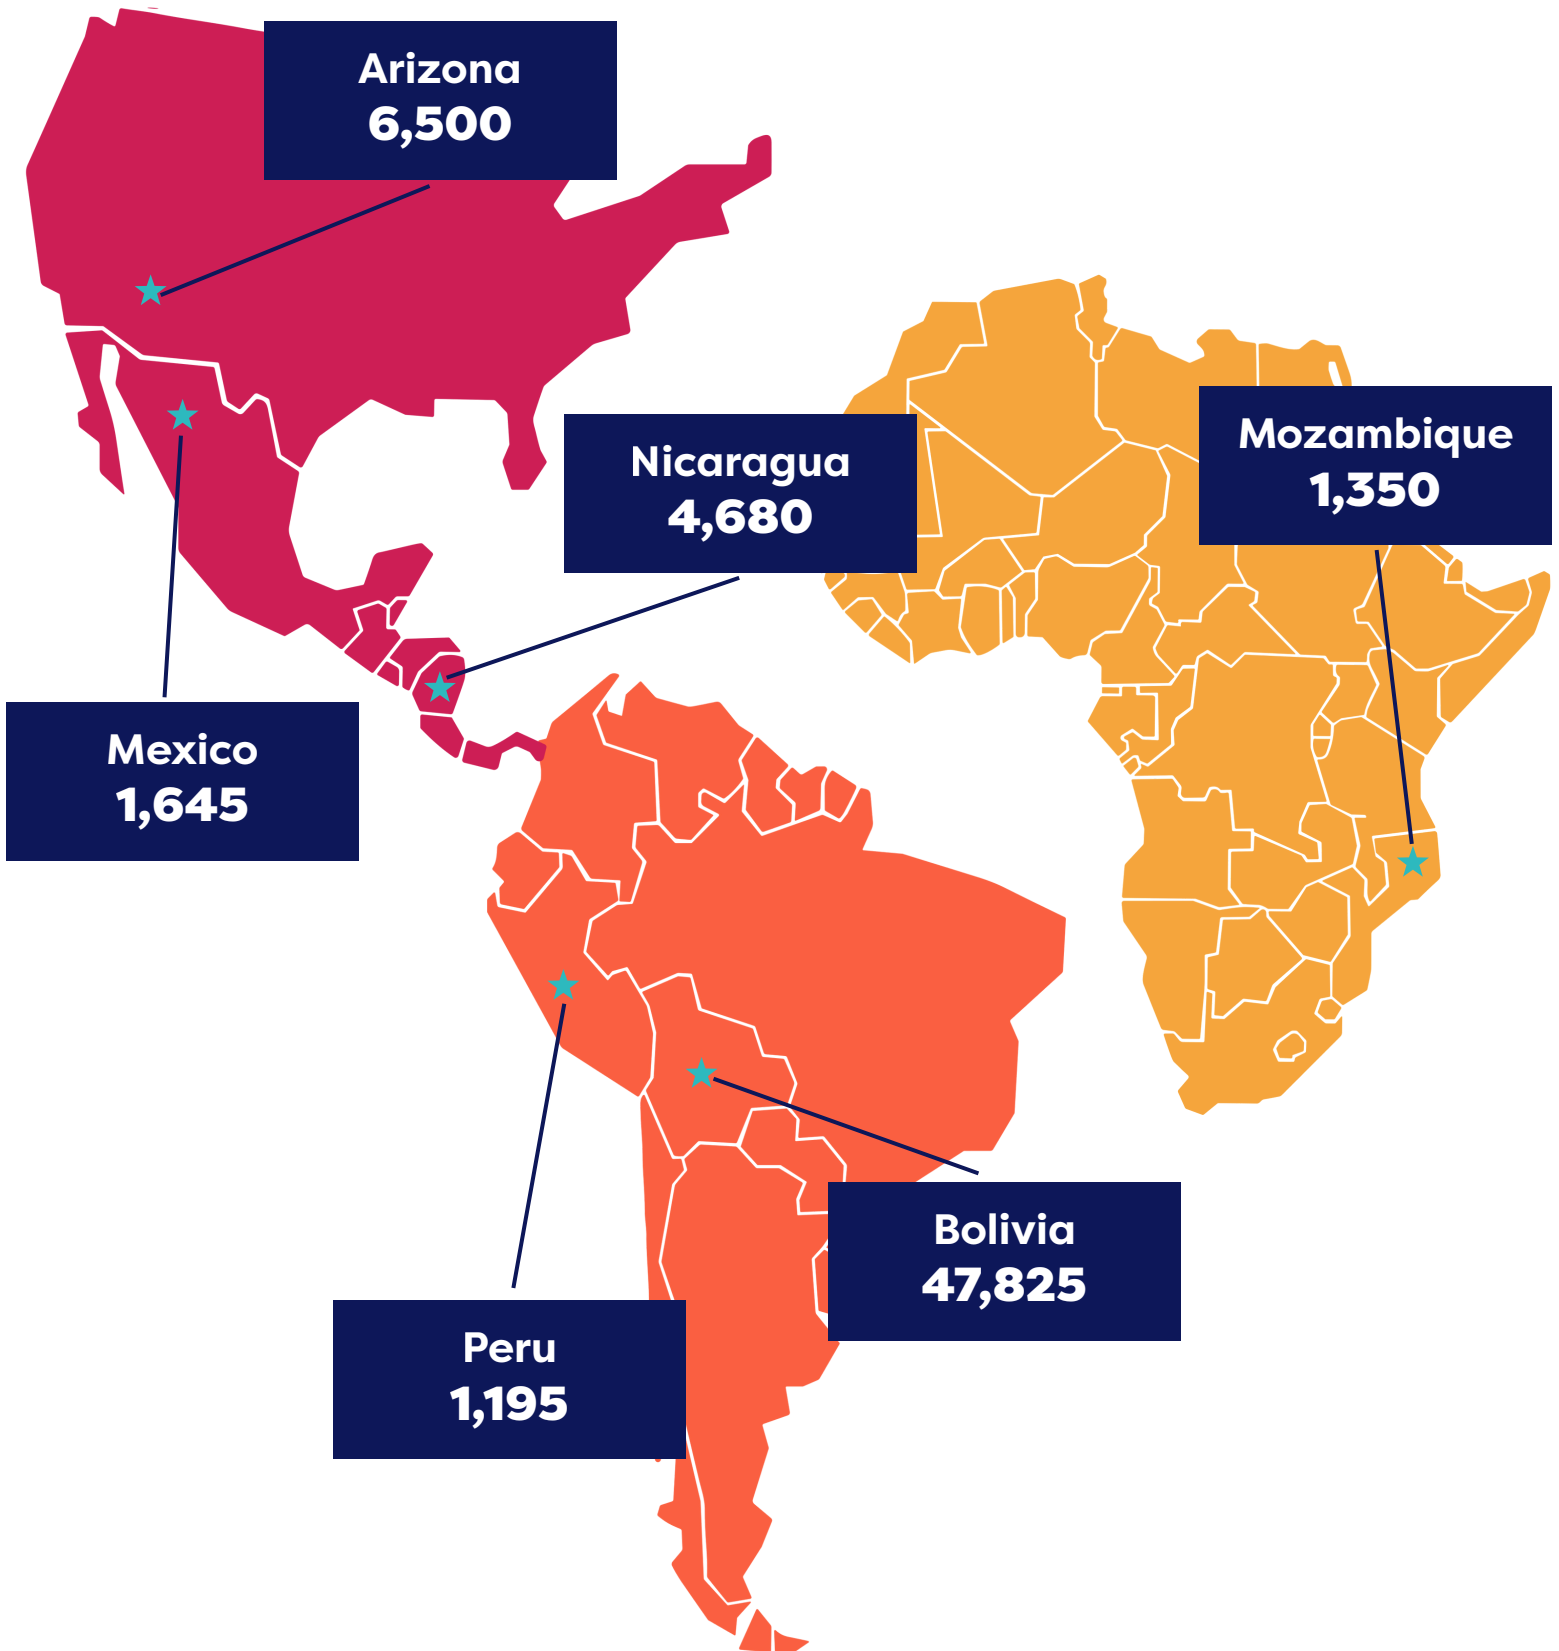 Arizona
6,500
Nicaragua
4,680
Mozambique
1,350
Mexico
1,645
Bolivia
47,825
Peru
1,195